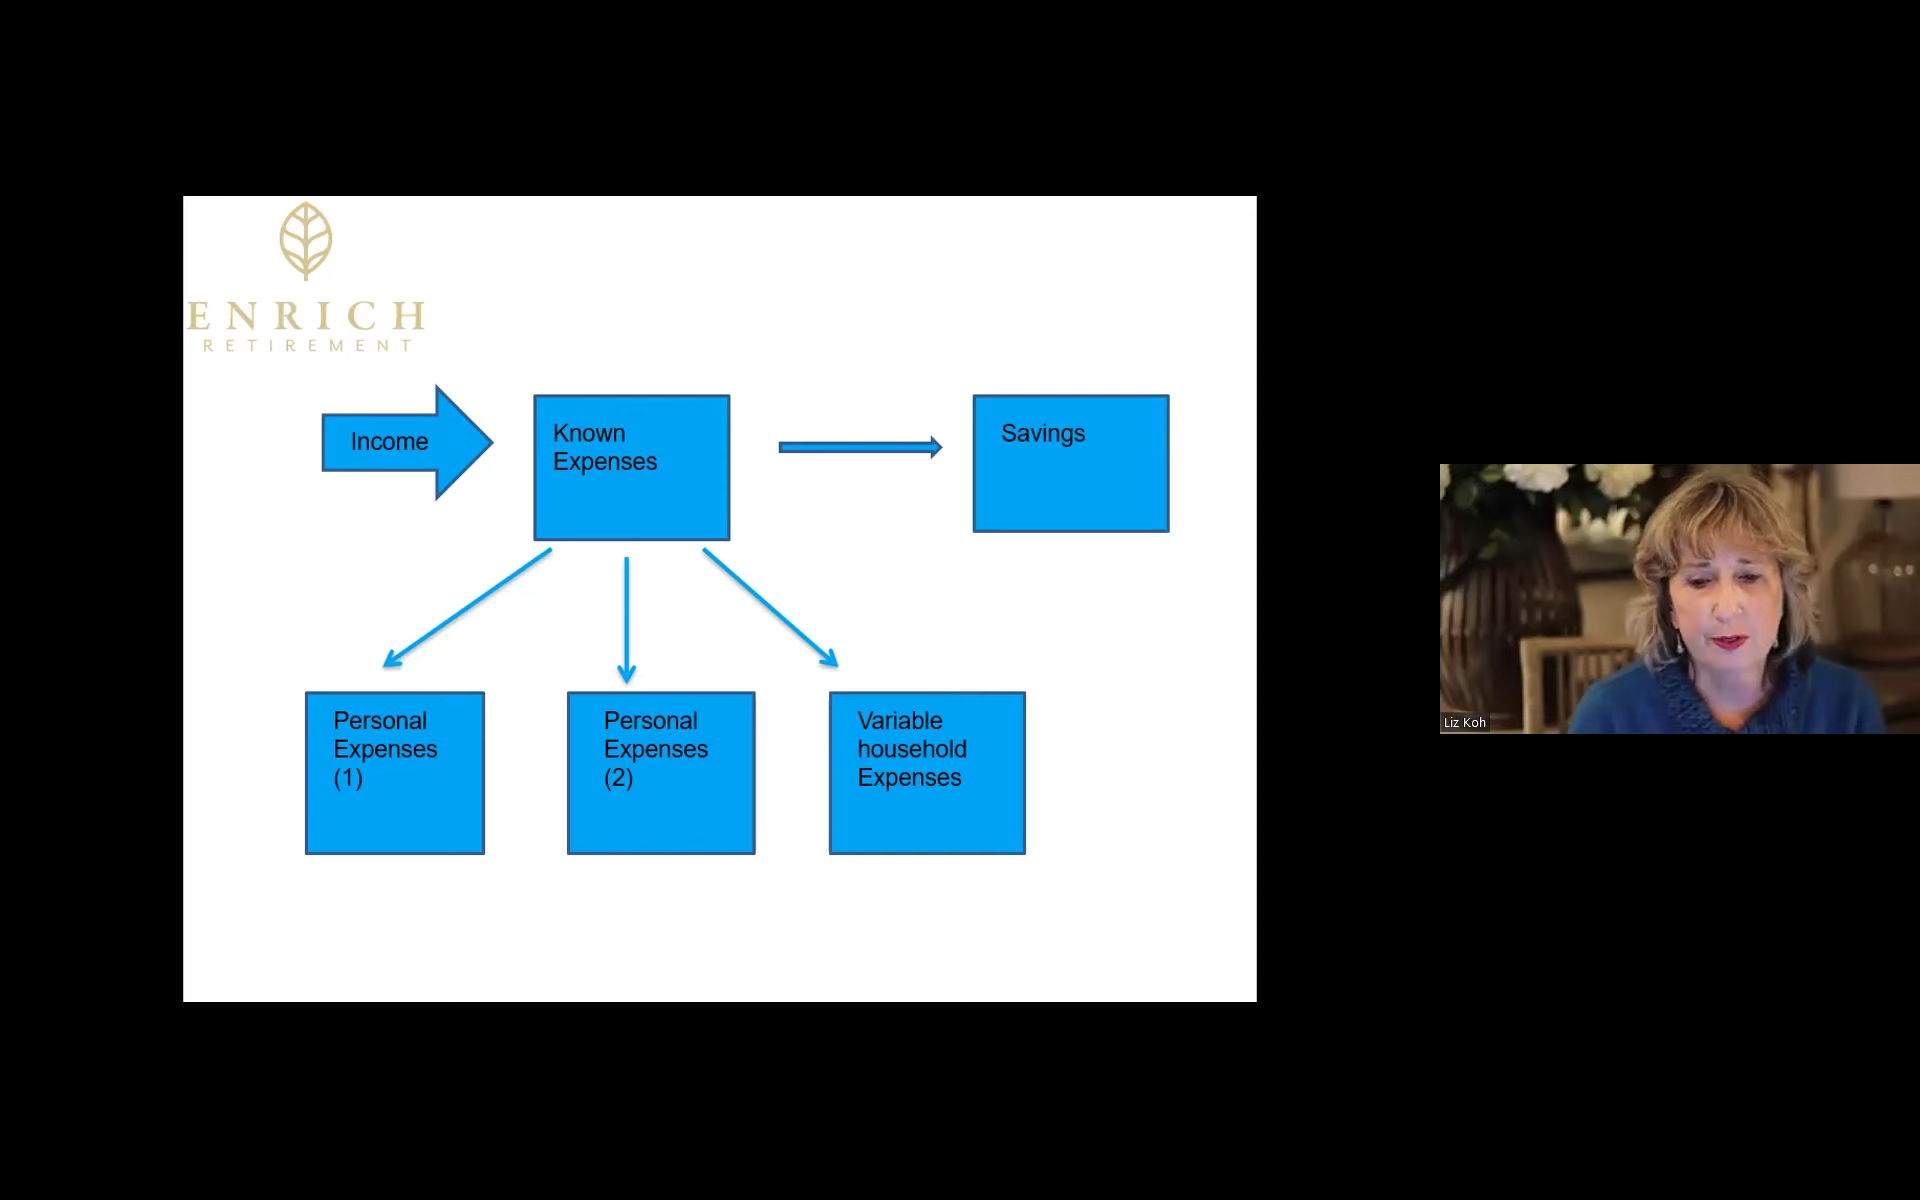 ENRICH
RETIREMENT
Income
Known
Expenses
Savings
Personal
Expenses
(1)
Personal
Expenses
(2)
Variable
household
Expenses
Liz Koh